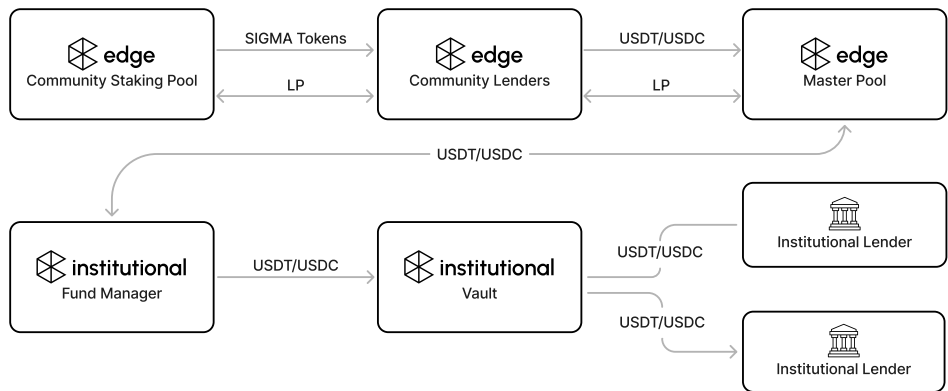 edge
Community Staking Pool
SIGMA Tokens
LP
edge
Community Lenders
USDT/USDC
LP
edge
Master Pool
USDT/USDC
institutional
Fund Manager
USDT/USDC
institutional
Vault
USDT/USDC
Institutional Lender
USDT/USDC
Institutional Lender